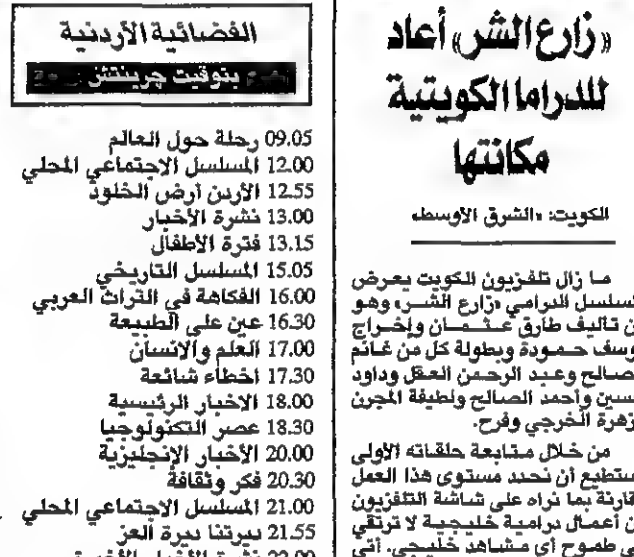 «زارع الشر» أعاد
للدراما الكويتية
مكانتها
الكويت: «الشرق الأوسط»
ما زال تلفزيون الكويت يعرض
المسلسل الدرامي «زارع الشر» وهو
من تأليف طارق عثمان وإخراج
يوسف حمودة وبطولة كل من غانم
الصالح وعبد الرحمن العقل وداود
حسين وأحمد الصالح ولطيفة المجرن
وزهرة الخرجي وفرح.
من خلال متابعة حلقاته الأولى
نستطيع أن نحدد مستوى هذا العمل
مقارنة بما نراه على شاشة التلفزيون
من أعمال درامية خليجية لا ترتقي
طموح أي مشاهد خليجي. أتى
الفضائية الأردنية
بتوقيت جرينتش
09.05 رحلة حول العالم
12.00 المسلسل الاجتماعي المحلي
12.55 الأردن أرض الخلود
13.00 نشرة الأخبار
13.15 فترة الأطفال
15.05 المسلسل التاريخي
16.00 الفكاهة في التراث العربي
16.30 عين على الطبيعة
17.00 العلم والانسان
17.30 اخطاء شائعة
18.00 الاخبار الرئيسية
18.30 عصر التكنولوجيا
20.00 الأخبار الإنجليزية
20.30 فكر وثقافة
21.00 المسلسل الاجتماعي المحلي
21.55 ديرتنا ديرة العز